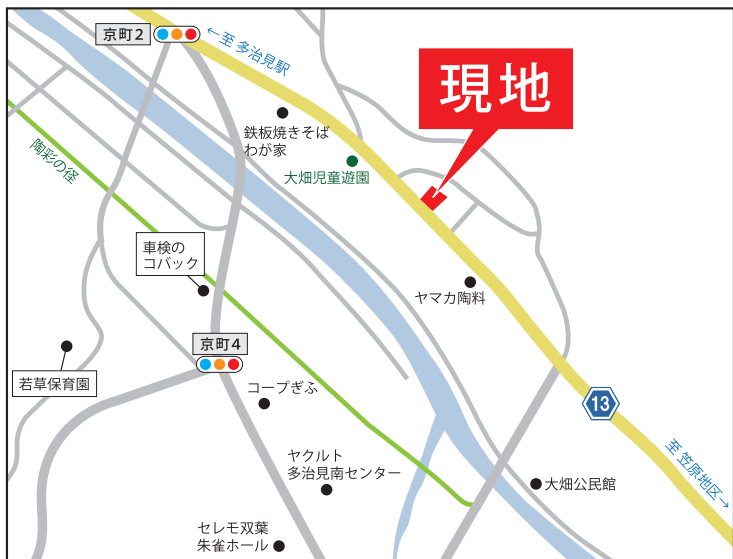 京町2
←至 多治見駅
現地
鉄板焼きそば
わが家
大畑児童遊園
陶彩の径
車検の
コバック
ヤマカ陶料
京町4
若草保育園
コープぎふ
13
ヤクルト
多治見南センター
至 笠原地区→
大畑公民館
セレモ双葉
朱雀ホール